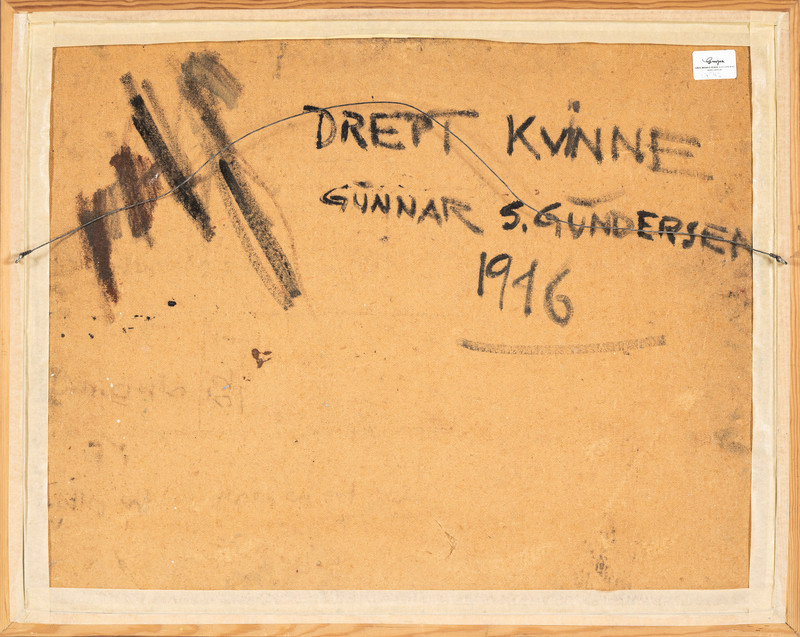 DREPT KVINNE
GUNNAR S. GUNDERSEN
1946